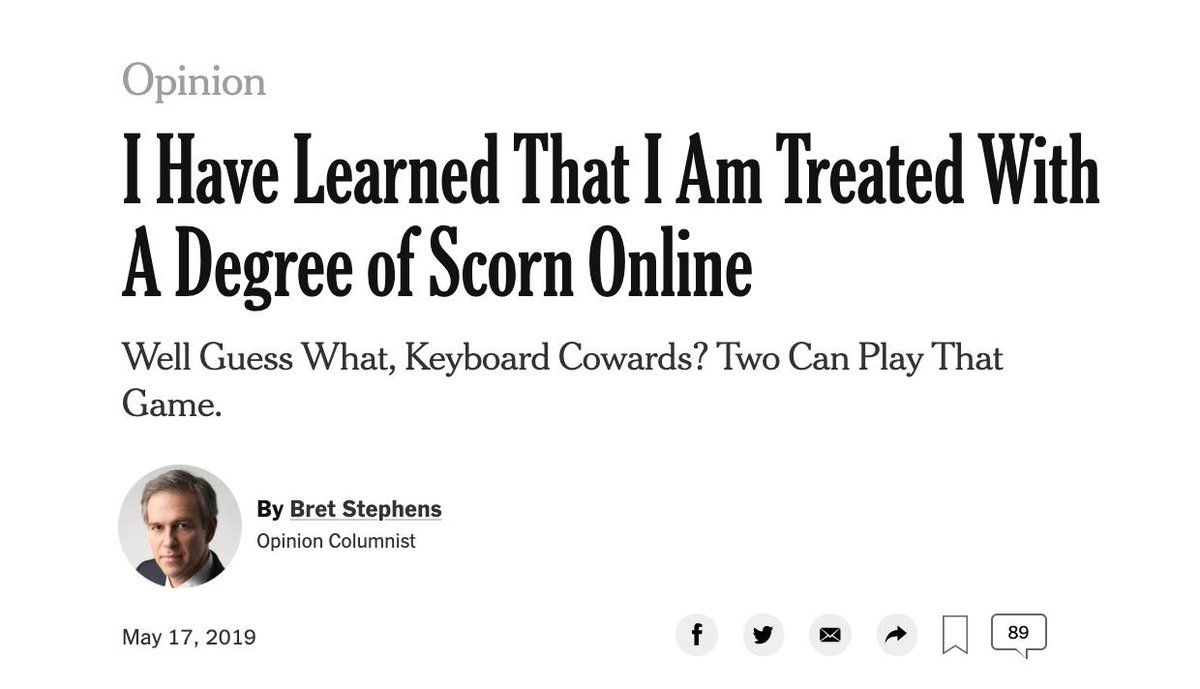 Opinion
I Have Learned That I Am Treated With
A Degree of Scorn Online
Well Guess What, Keyboard Cowards? Two Can Play That
Game.
By Bret Stephens
Opinion Columnist
May 17, 2019
89